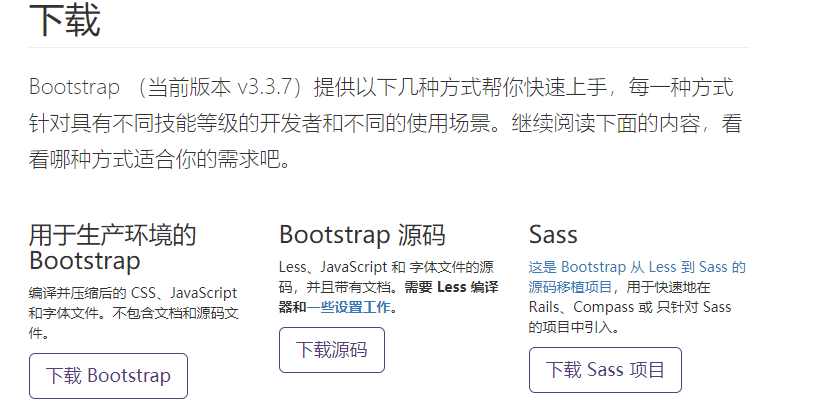 下载
Bootstrap （当前版本 v3.3.7）提供以下几种方式帮你快速上手，每一种方式
针对具有不同技能等级的开发者和不同的使用场景。继续阅读下面的内容，看
看哪种方式适合你的需求吧。
用于生产环境的
Bootstrap
编译并压缩后的 CSS、JavaScript
和字体文件。不包含文档和源码文
件。
下载 Bootstrap
Bootstrap 源码
Less、JavaScript 和 字体文件的源
码，并且带有文档。需要 Less 编译
器和一些设置工作。
下载源码
Sass
这是 Bootstrap 从 Less 到 Sass 的
源码移植项目，用于快速地在
Rails、Compass 或 只针对 Sass
的项目中引入。
下载 Sass 项目